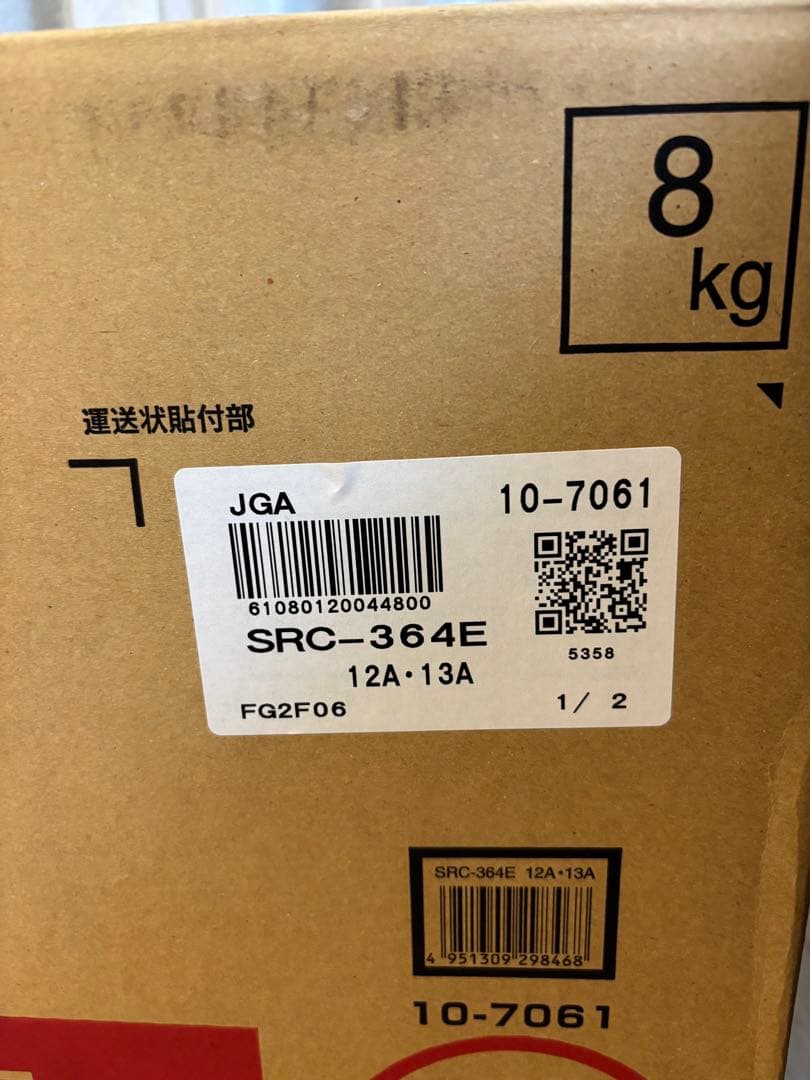 8
kg
運送状貼付部
JGA
10-7061
61080120044800
SRC-364E
5358
12A・13A
FG2F06
1/ 2
SRC-364E 12A・13A
4 951309 298468
10-7061